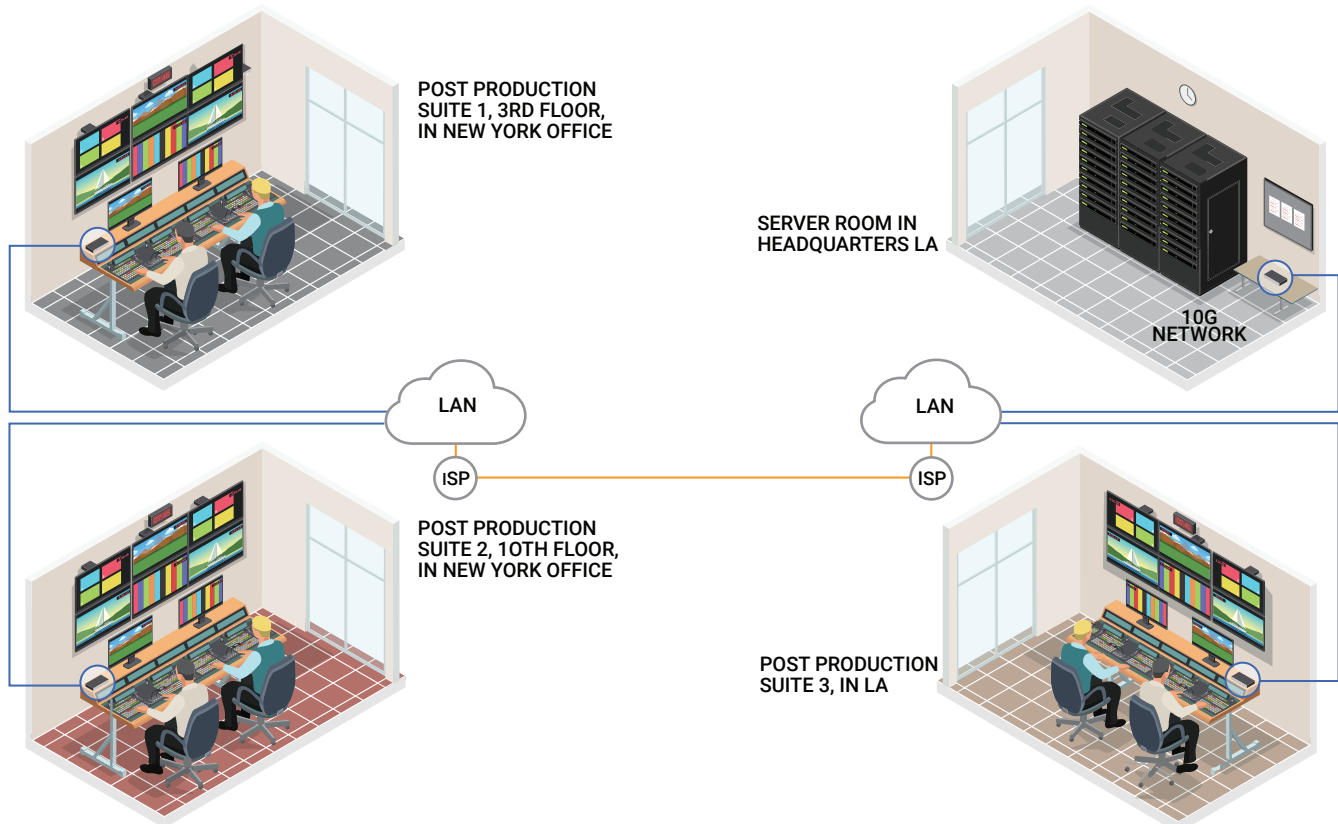 POST PRODUCTION
SUITE 1, 3RD FLOOR,
IN NEW YORK OFFICE
SERVER ROOM IN
HEADQUARTERS LA
10G
NETWORK
LAN
LAN
ISP
ISP
POST PRODUCTION
SUITE 2, 10TH FLOOR,
IN NEW YORK OFFICE
POST PRODUCTION
SUITE 3, IN LA